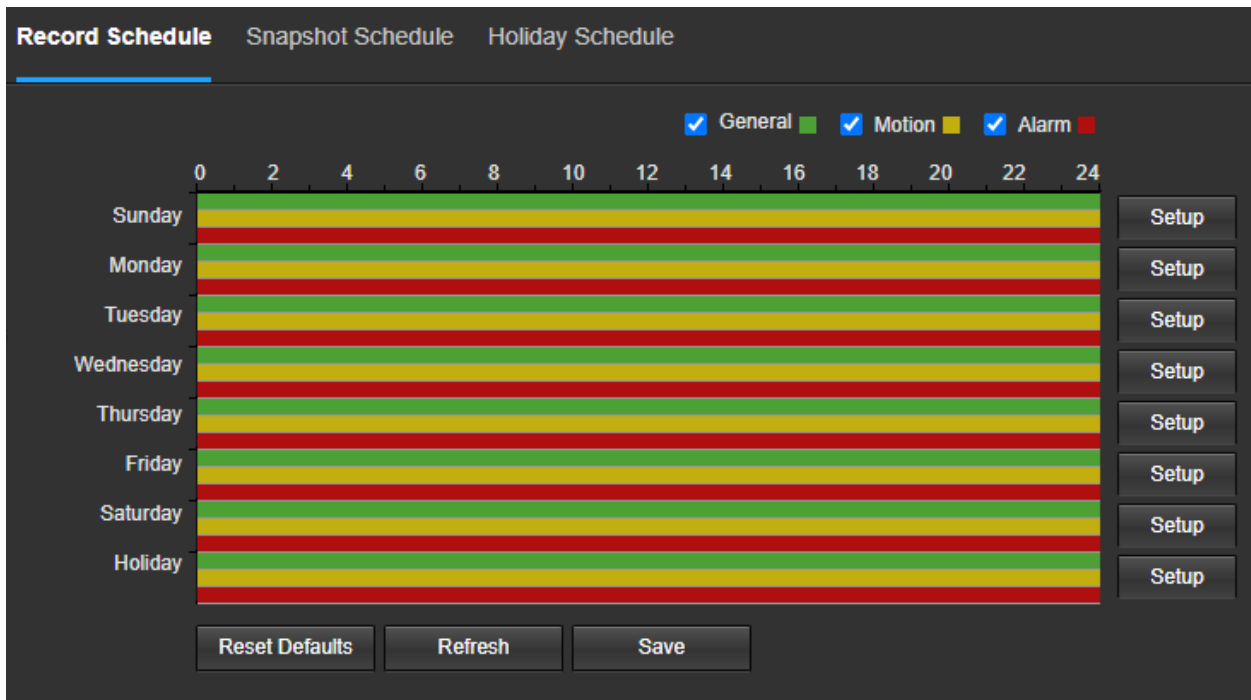 Record Schedule Snapshot Schedule Holiday Schedule
General Motion Alarm
0 2 4 6 8 10 12 14 16 18 20 22 24
Sunday Setup
Monday Setup
Tuesday Setup
Wednesday Setup
Thursday Setup
Friday Setup
Saturday Setup
Holiday Setup
Reset Defaults Refresh Save